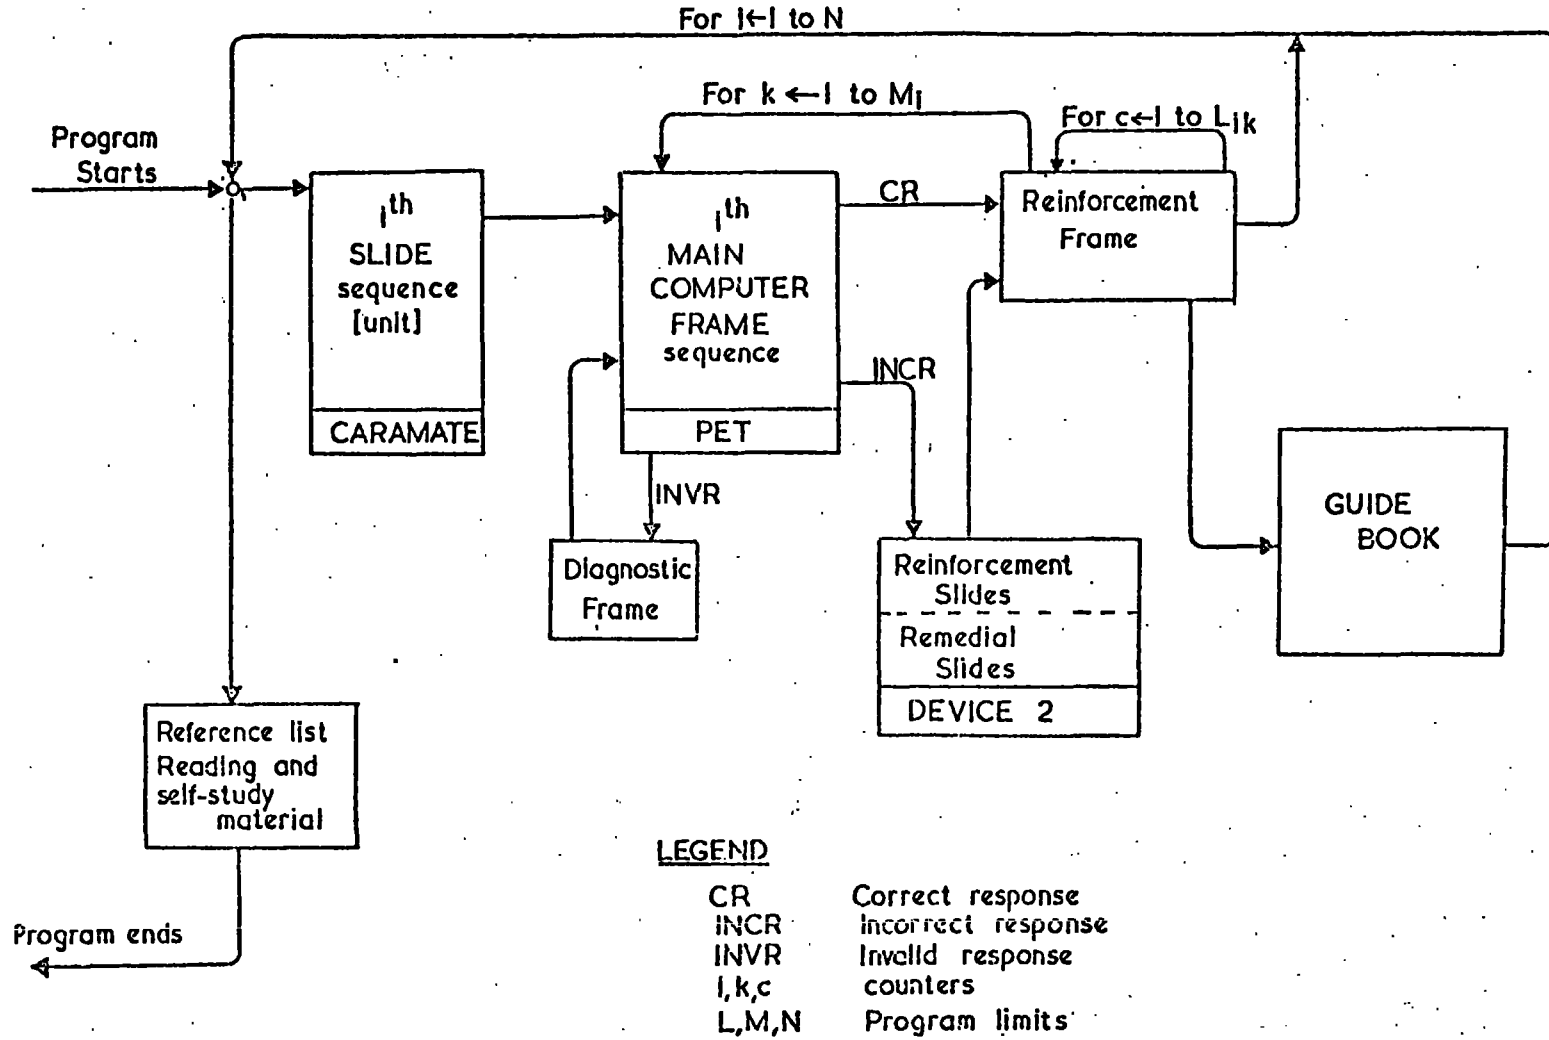 For i←1 to N
For k ←1 to Mi
For c←1 to Lik
Program
Starts
CR
ith
SLIDE
sequence
[unit]
CARAMATE
ith
MAIN
COMPUTER
FRAME
sequence
PET
Reinforcement
Frame
INCR
INVR
Diagnostic
Frame
Reinforcement
Slides
Remedial
Slides
DEVICE 2
GUIDE
BOOK
Reference list
Reading and
self-study
material
Program ends
LEGEND
CR Correct response
INCR Incorrect response
INVR Invalid response
i,k,c counters
L,M,N Program limits